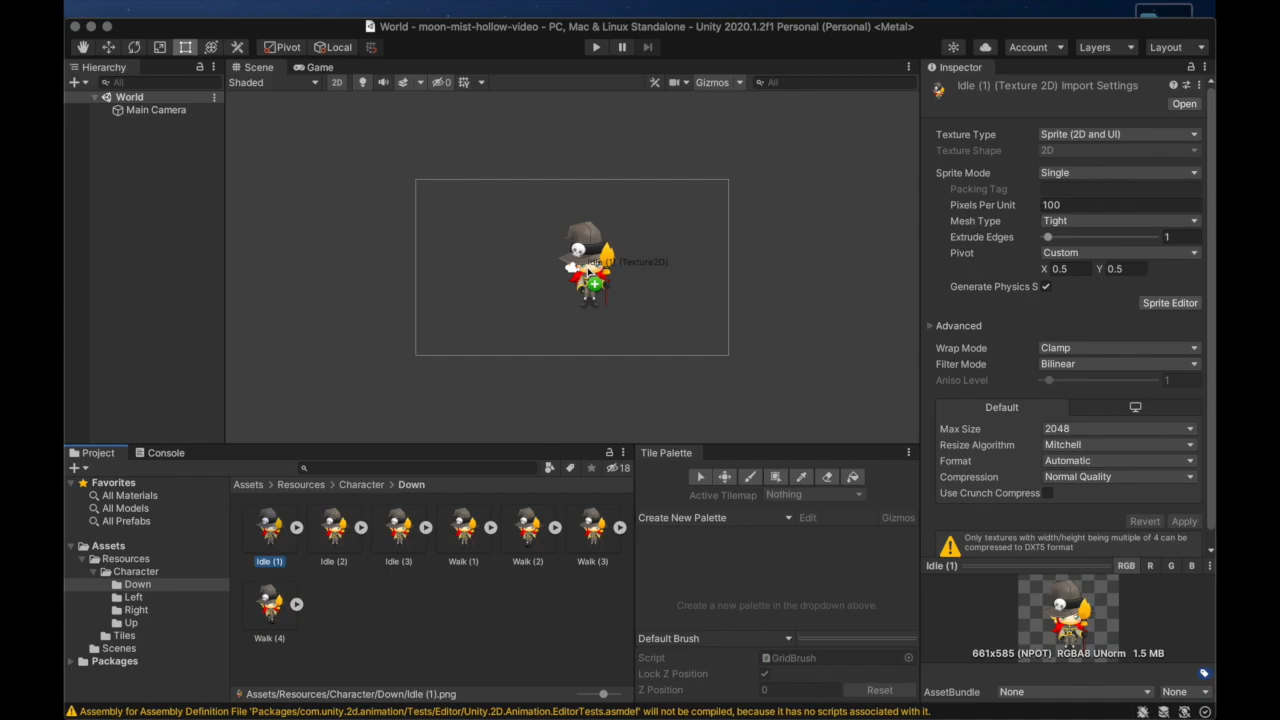 World - moon-mist-hollow-video - PC, Mac & Linux Standalone - Unity 2020.1.2f1 Personal (Personal) <Metal>
Pivot Local Account Layers Layout
Hierarchy
All
World
Main Camera
Scene Game
Shaded 2D 0 Gizmos All
Idle (1) (Texture2D)
Inspector
Idle (1) (Texture 2D) Import Settings
Open
Texture Type Sprite (2D and UI)
Texture Shape 2D
Sprite Mode Single
Packing Tag
Pixels Per Unit 100
Mesh Type Tight
Extrude Edges 1
Pivot Custom
X 0.5 Y 0.5
Generate Physics S
Sprite Editor
Advanced
Wrap Mode Clamp
Filter Mode Bilinear
Aniso Level 1
Default
Max Size 2048
Resize Algorithm Mitchell
Format Automatic
Compression Normal Quality
Use Crunch Compress
Revert Apply
Only textures with width/height being multiple of 4 can be
compressed to DXT5 format
Idle (1) RGB R G B
661x585 (NPOT) RGBA8 UNorm 1.5 MB
AssetBundle None None
Project Console
18
Favorites
All Materials
All Models
All Prefabs
Assets
Resources
Character
Down
Left
Right
Up
Tiles
Scenes
Packages
Assets > Resources > Character > Down
Idle (1) Idle (2) Idle (3) Walk (1) Walk (2) Walk (3)
Walk (4)
Assets/Resources/Character/Down/Idle (1).png
Tile Palette
Active Tilemap Nothing
Create New Palette Edit Gizmos
Create a new palette in the dropdown above.
Default Brush
Script GridBrush
Lock Z Position
Z Position 0 Reset
Assembly for Assembly Definition File 'Packages/com.unity.2d.animation/Tests/Editor/Unity.2D.Animation.EditorTests.asmdef' will not be compiled, because it has no scripts associated with it.